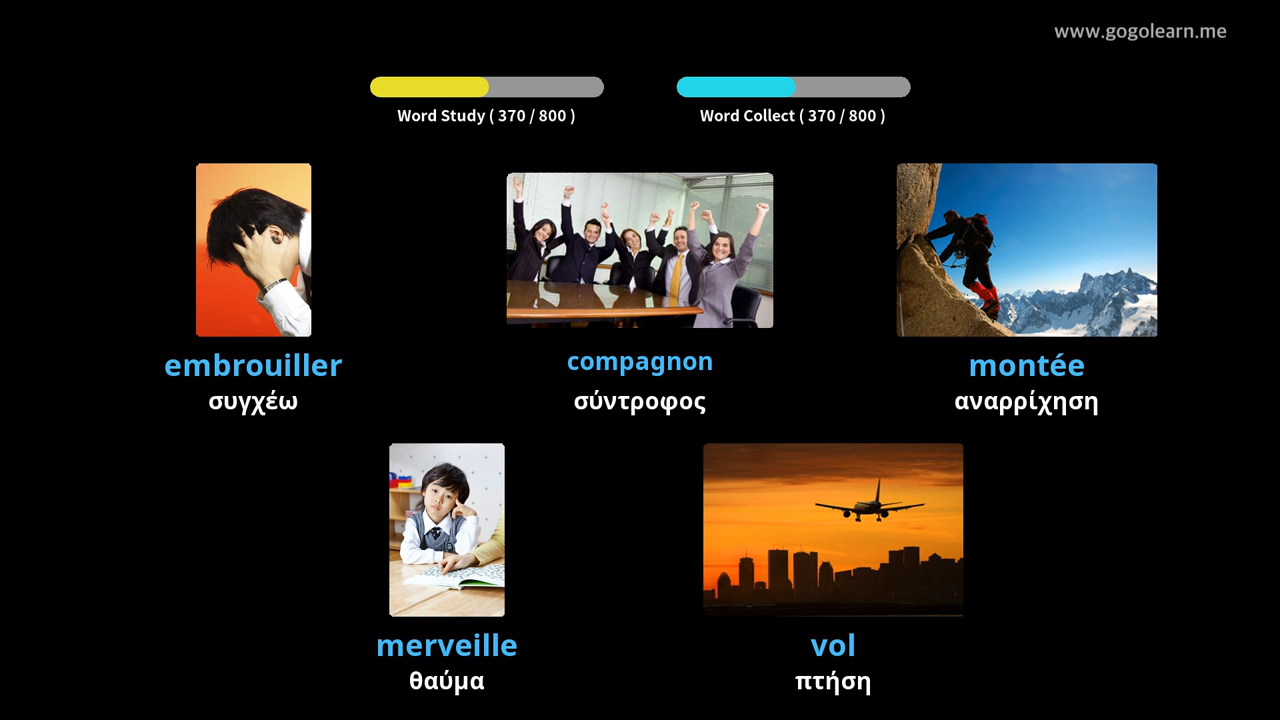 www.gogolearn.me
Word Study ( 370 / 800 )
Word Collect ( 370 / 800 )
embrouiller
συγχέω
compagnon
σύντροφος
montée
αναρρίχηση
merveille
θαύμα
vol
πτήση